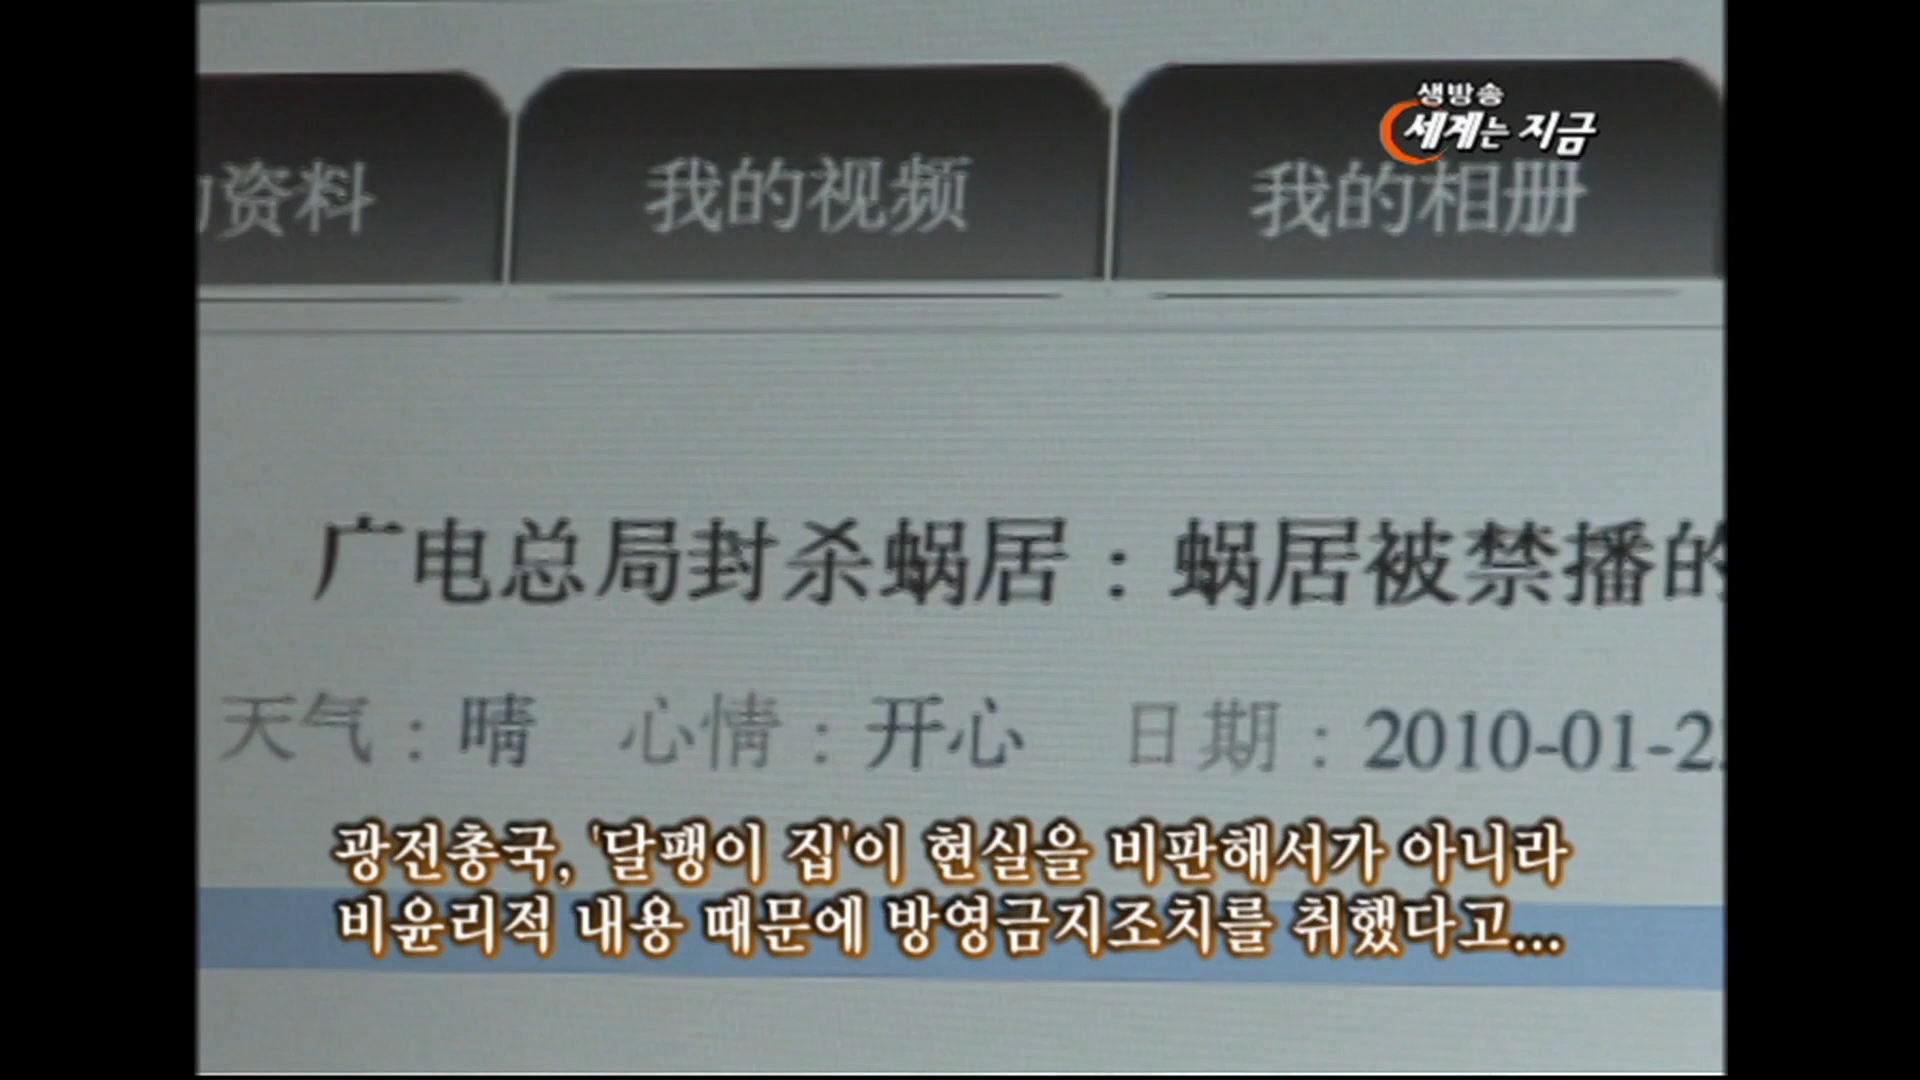 생방송
세계는 지금
资料 我的视频 我的相册
广电总局封杀蜗居：蜗居被禁播的
天气：晴 心情：开心 日期：2010-01-2
광전총국, '달팽이 집'이 현실을 비판해서가 아니라
비윤리적 내용 때문에 방영금지조치를 취했다고...